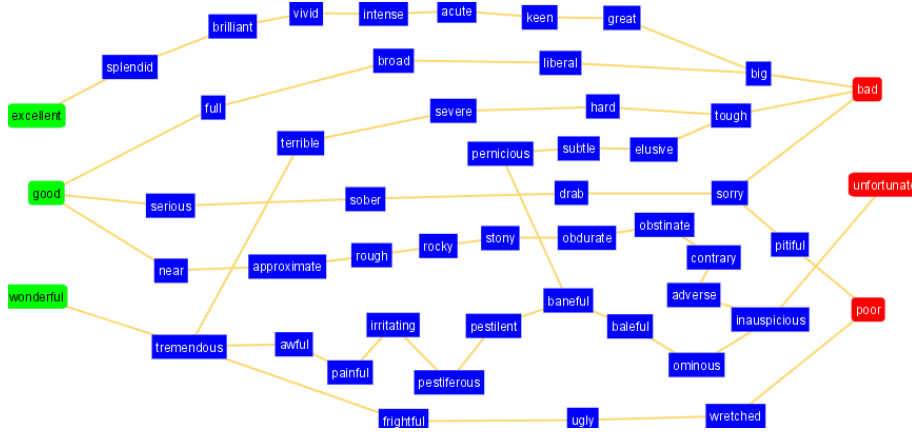 excellent
splendid
brilliant
vivid
intense
acute
keen
great
big
bad
full
broad
liberal
terrible
severe
hard
tough
pernicious
subtle
elusive
good
serious
sober
drab
sorry
unfortunate
near
approximate
rough
rocky
stony
obdurate
obstinate
contrary
pitiful
adverse
inauspicious
wonderful
tremendous
awful
painful
irritating
pestiferous
pestilent
baneful
baleful
ominous
poor
frightful
ugly
wretched